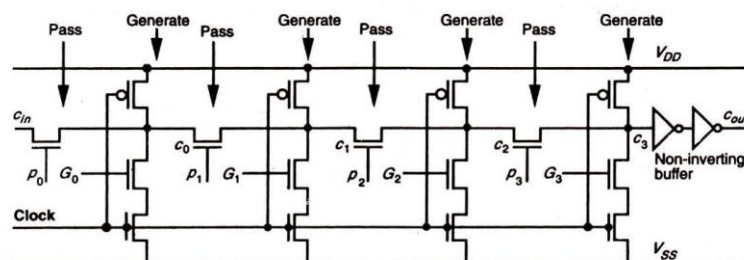 Generate Generate Generate Generate
Pass Pass Pass Pass
V_DD
c_in c_0 c_1 c_2 c_3 c_ou
Non-inverting
buffer
p_0 G_0 p_1 G_1 p_2 G_2 p_3 G_3
Clock
V_SS